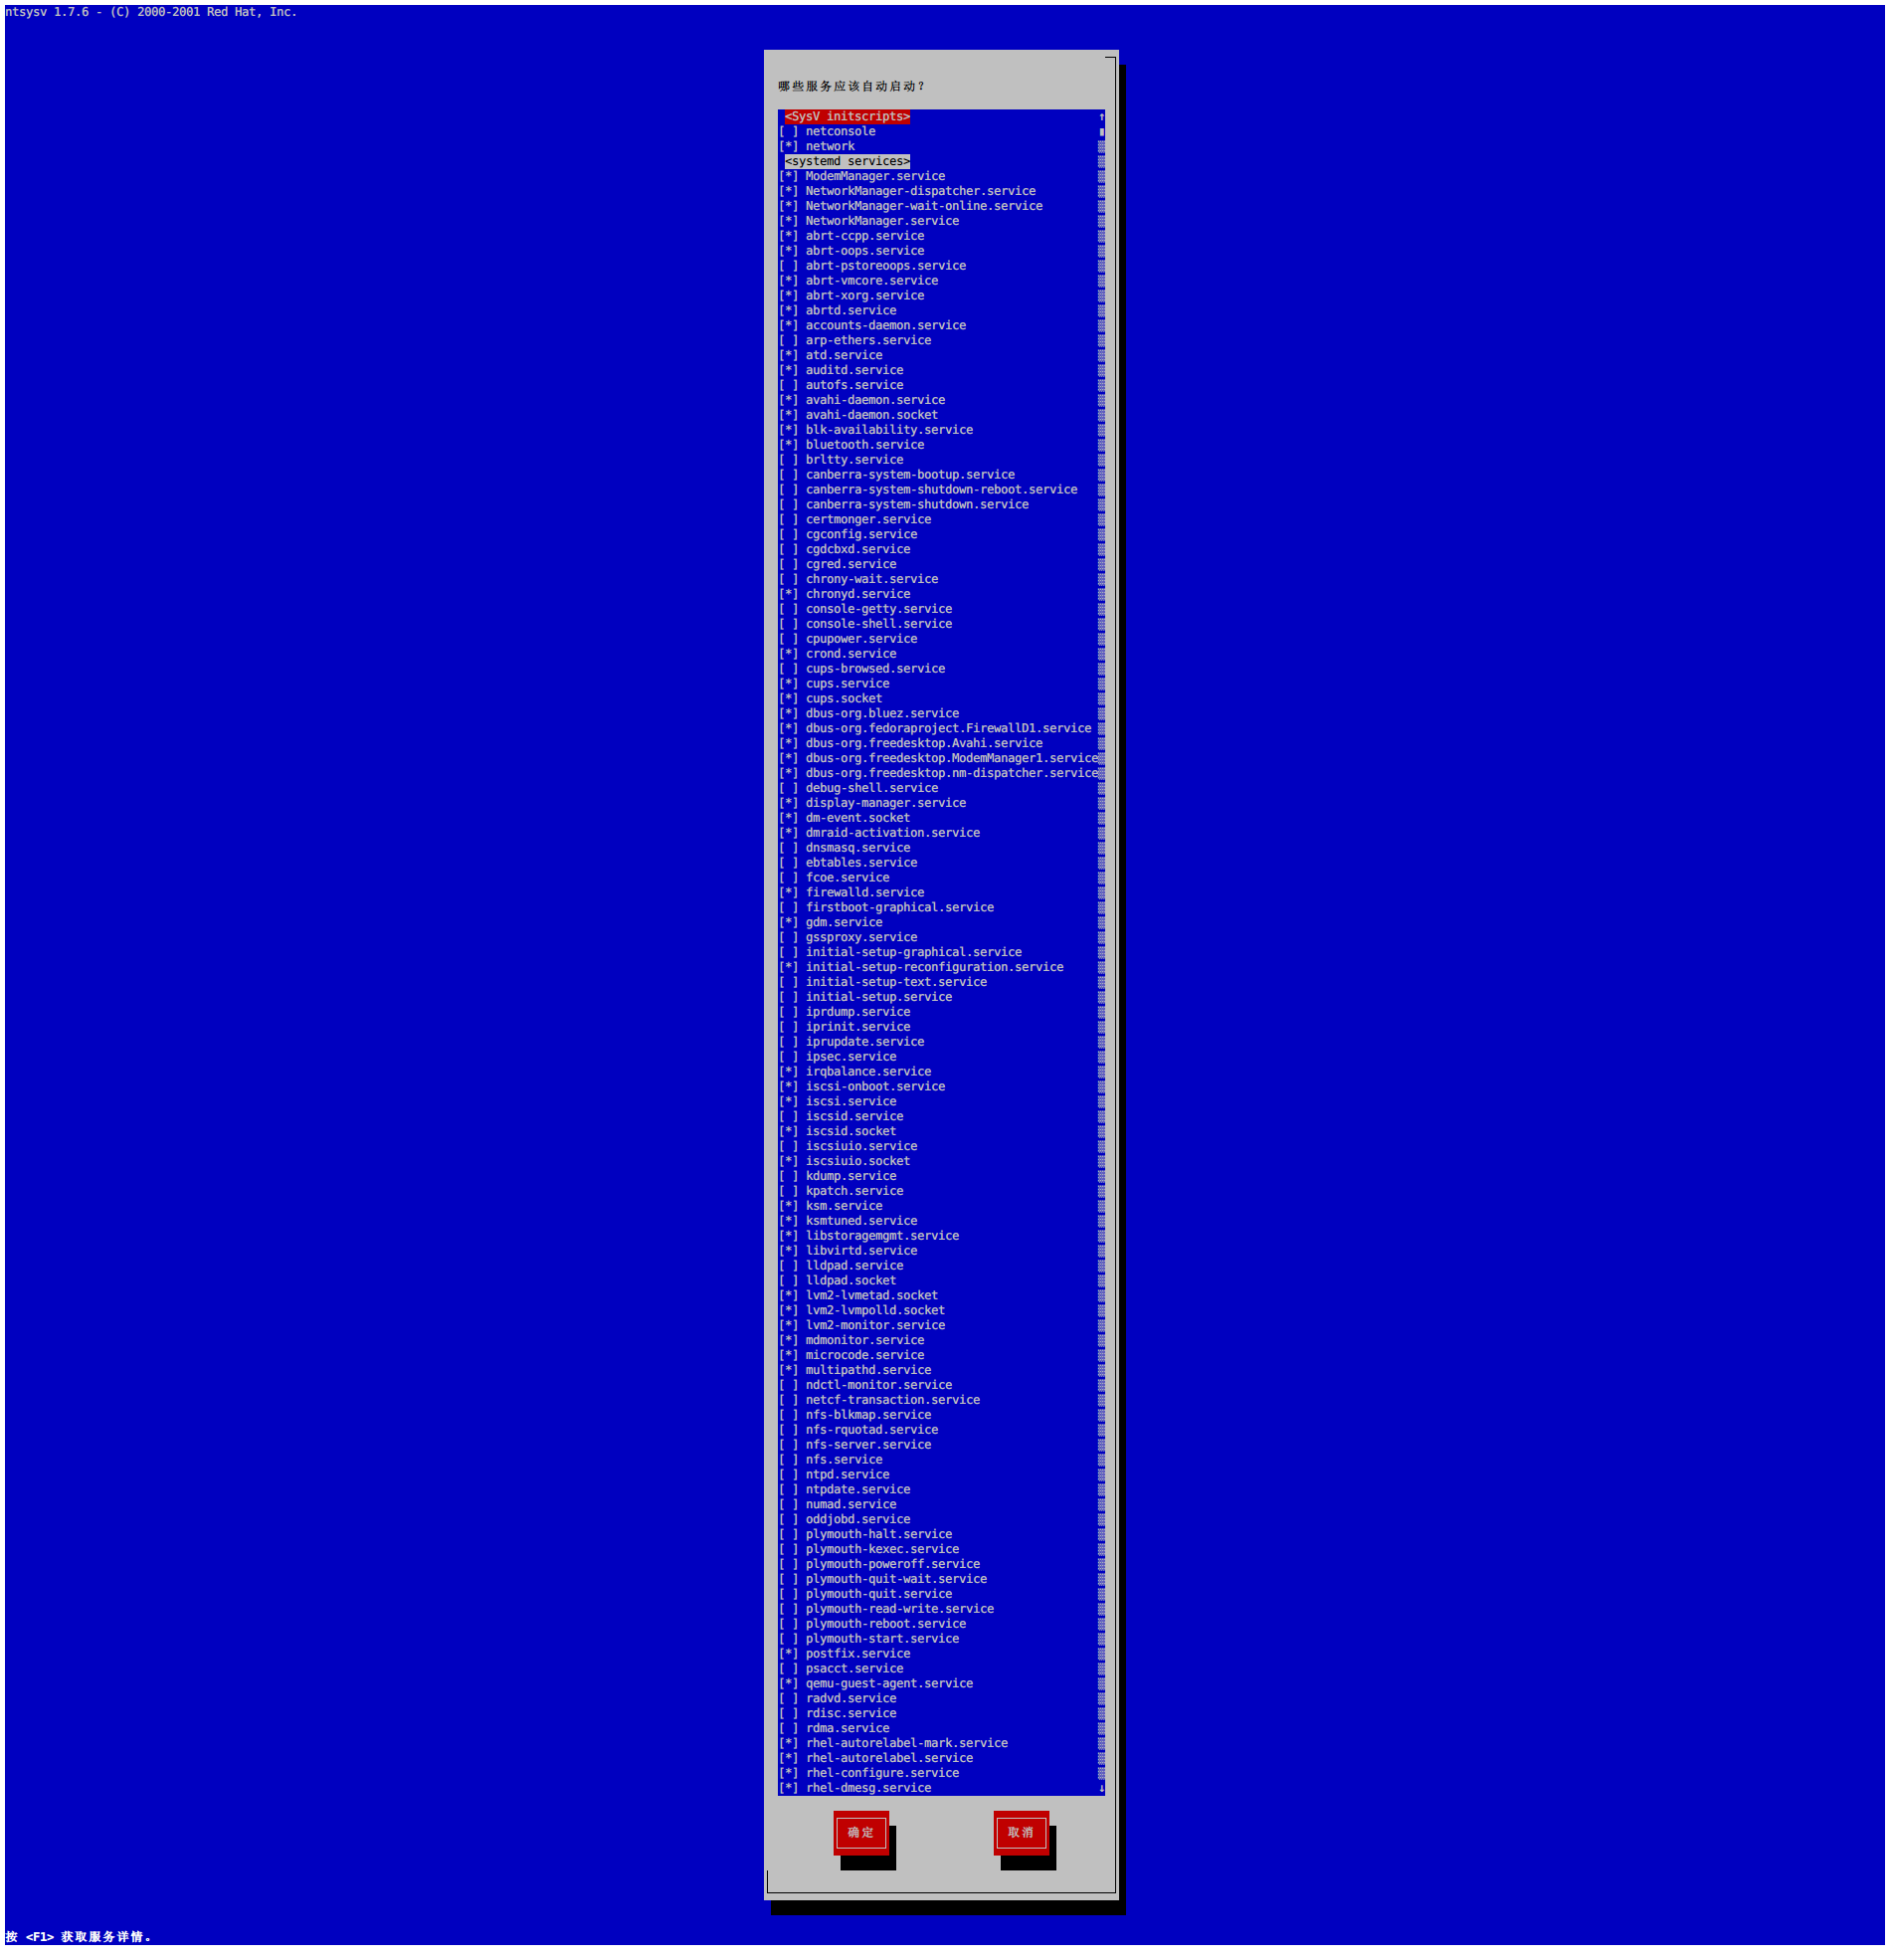 ntsysv 1.7.6 - (C) 2000-2001 Red Hat, Inc.
哪些服务应该自动启动？
<SysV initscripts> ↑
[ ] netconsole
[*] network
<systemd services>
[*] ModemManager.service
[*] NetworkManager-dispatcher.service
[*] NetworkManager-wait-online.service
[*] NetworkManager.service
[*] abrt-ccpp.service
[*] abrt-oops.service
[ ] abrt-pstoreoops.service
[*] abrt-vmcore.service
[*] abrt-xorg.service
[*] abrtd.service
[*] accounts-daemon.service
[ ] arp-ethers.service
[*] atd.service
[*] auditd.service
[ ] autofs.service
[*] avahi-daemon.service
[*] avahi-daemon.socket
[*] blk-availability.service
[*] bluetooth.service
[ ] brltty.service
[ ] canberra-system-bootup.service
[ ] canberra-system-shutdown-reboot.service
[ ] canberra-system-shutdown.service
[ ] certmonger.service
[ ] cgconfig.service
[ ] cgdcbxd.service
[ ] cgred.service
[ ] chrony-wait.service
[*] chronyd.service
[ ] console-getty.service
[ ] console-shell.service
[ ] cpupower.service
[*] crond.service
[ ] cups-browsed.service
[*] cups.service
[*] cups.socket
[*] dbus-org.bluez.service
[*] dbus-org.fedoraproject.FirewallD1.service
[*] dbus-org.freedesktop.Avahi.service
[*] dbus-org.freedesktop.ModemManager1.service
[*] dbus-org.freedesktop.nm-dispatcher.service
[ ] debug-shell.service
[*] display-manager.service
[*] dm-event.socket
[*] dmraid-activation.service
[ ] dnsmasq.service
[ ] ebtables.service
[ ] fcoe.service
[*] firewalld.service
[ ] firstboot-graphical.service
[*] gdm.service
[ ] gssproxy.service
[ ] initial-setup-graphical.service
[*] initial-setup-reconfiguration.service
[ ] initial-setup-text.service
[ ] initial-setup.service
[ ] iprdump.service
[ ] iprinit.service
[ ] iprupdate.service
[ ] ipsec.service
[*] irqbalance.service
[*] iscsi-onboot.service
[*] iscsi.service
[ ] iscsid.service
[*] iscsid.socket
[ ] iscsiuio.service
[*] iscsiuio.socket
[ ] kdump.service
[ ] kpatch.service
[*] ksm.service
[*] ksmtuned.service
[*] libstoragemgmt.service
[*] libvirtd.service
[ ] lldpad.service
[ ] lldpad.socket
[*] lvm2-lvmetad.socket
[*] lvm2-lvmpolld.socket
[*] lvm2-monitor.service
[*] mdmonitor.service
[*] microcode.service
[*] multipathd.service
[ ] ndctl-monitor.service
[ ] netcf-transaction.service
[ ] nfs-blkmap.service
[ ] nfs-rquotad.service
[ ] nfs-server.service
[ ] nfs.service
[ ] ntpd.service
[ ] ntpdate.service
[ ] numad.service
[ ] oddjobd.service
[ ] plymouth-halt.service
[ ] plymouth-kexec.service
[ ] plymouth-poweroff.service
[ ] plymouth-quit-wait.service
[ ] plymouth-quit.service
[ ] plymouth-read-write.service
[ ] plymouth-reboot.service
[ ] plymouth-start.service
[*] postfix.service
[ ] psacct.service
[*] qemu-guest-agent.service
[ ] radvd.service
[ ] rdisc.service
[ ] rdma.service
[*] rhel-autorelabel-mark.service
[*] rhel-autorelabel.service
[*] rhel-configure.service
[*] rhel-dmesg.service ↓
确定 取消
按 <F1> 获取服务详情。